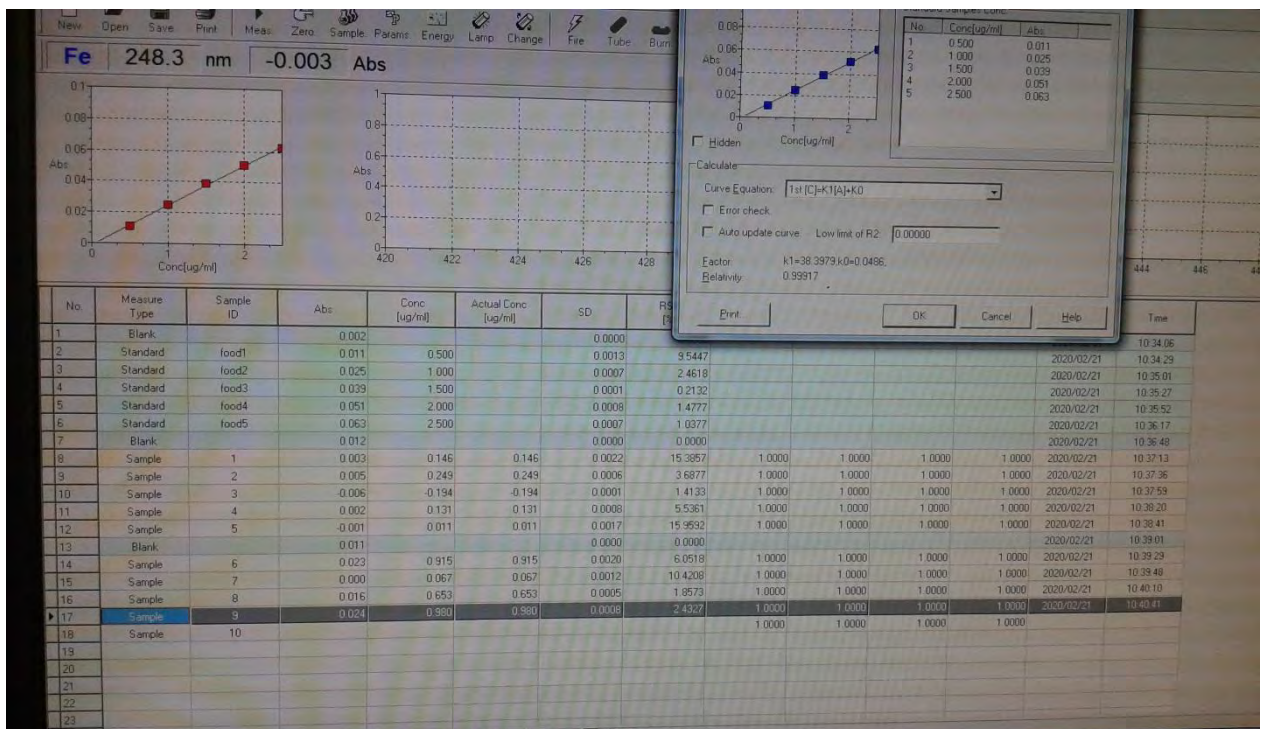 New Open Save Print Meas. Zero Sample Params Energy Lamp Change Fire Tube Burn
Fe 248.3 nm -0.003 Abs
0.1
0.08
0.06
Abs
0.04
0.02
0
0 1 2
Conc[ug/ml]
1
0.8
0.6
Abs
0.4
0.2
0
420 422 424 426 428 444 446
0.08
0.06
Abs
0.04
0.02
0
0 1 2
Conc[ug/ml]
Standard Samples Conc.
No. Conc[ug/ml] Abs
1 0.500 0.011
2 1.000 0.025
3 1.500 0.039
4 2.000 0.051
5 2.500 0.063
Hidden
Calculate
Curve Equation: 1st [C]=K1[A]+K0
Error check
Auto update curve Low limit of R2: 0.00000
Factor: k1=38.3979,k0=0.0486,
Relativity: 0.99917
Print OK Cancel Help
No. Measure Type Sample ID Abs Conc [ug/ml] Actual Conc [ug/ml] SD Time
1 Blank 0.002 0.0000 10:34:06
2 Standard food1 0.011 0.500 0.0013 9.5447 2020/02/21 10:34:29
3 Standard food2 0.025 1.000 0.0007 2.4618 2020/02/21 10:35:01
4 Standard food3 0.039 1.500 0.0001 0.2132 2020/02/21 10:35:27
5 Standard food4 0.051 2.000 0.0008 1.4777 2020/02/21 10:35:52
6 Standard food5 0.063 2.500 0.0007 1.0377 2020/02/21 10:36:17
7 Blank 0.012 0.0000 0.0000 2020/02/21 10:36:48
8 Sample 1 0.003 0.146 0.146 0.0022 15.3857 1.0000 1.0000 1.0000 1.0000 2020/02/21 10:37:13
9 Sample 2 0.005 0.249 0.249 0.0006 3.6877 1.0000 1.0000 1.0000 1.0000 2020/02/21 10:37:36
10 Sample 3 -0.006 -0.194 -0.194 0.0001 1.4133 1.0000 1.0000 1.0000 1.0000 2020/02/21 10:37:59
11 Sample 4 0.002 0.131 0.131 0.0008 5.5361 1.0000 1.0000 1.0000 1.0000 2020/02/21 10:38:20
12 Sample 5 -0.001 0.011 0.011 0.0017 15.9592 1.0000 1.0000 1.0000 1.0000 2020/02/21 10:38:41
13 Blank 0.011 0.0000 0.0000 2020/02/21 10:39:01
14 Sample 6 0.023 0.915 0.915 0.0020 6.0518 1.0000 1.0000 1.0000 1.0000 2020/02/21 10:39:29
15 Sample 7 0.000 0.067 0.067 0.0012 10.4208 1.0000 1.0000 1.0000 1.0000 2020/02/21 10:39:48
16 Sample 8 0.016 0.653 0.653 0.0005 1.8573 1.0000 1.0000 1.0000 1.0000 2020/02/21 10:40:10
17 Sample 9 0.024 0.980 0.980 0.0008 2.4327 1.0000 1.0000 1.0000 1.0000 2020/02/21 10:40:41
18 Sample 10 1.0000 1.0000 1.0000 1.0000
19
20
21
22
23